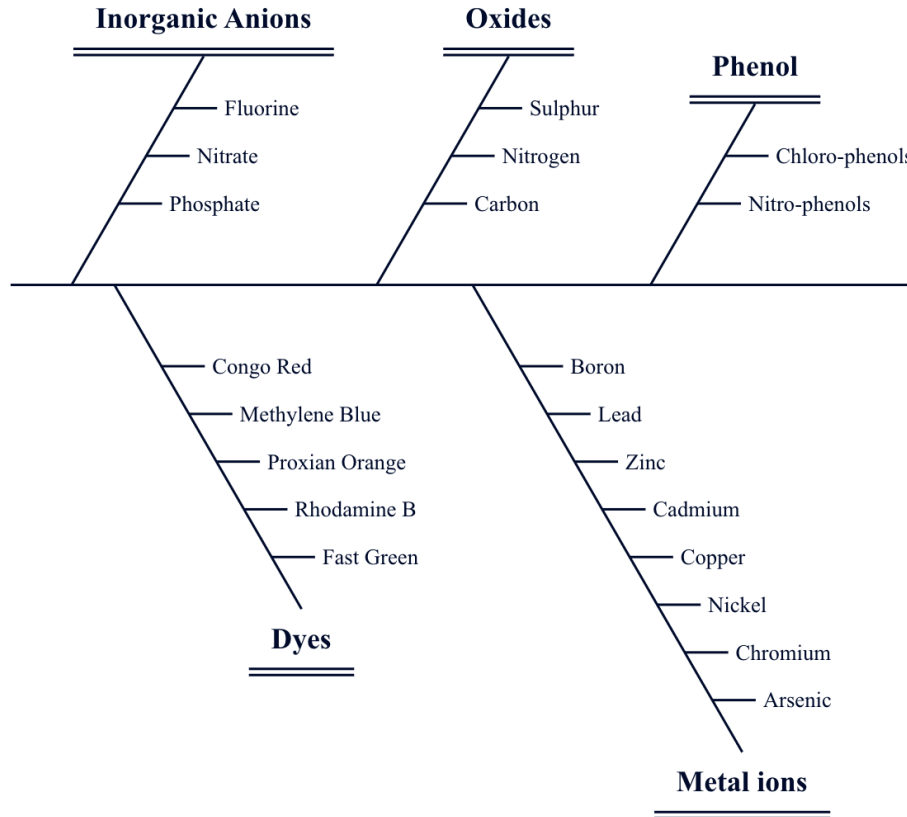 Inorganic Anions
Fluorine
Nitrate
Phosphate
Oxides
Sulphur
Nitrogen
Carbon
Phenol
Chloro-phenols
Nitro-phenols
Congo Red
Methylene Blue
Proxian Orange
Rhodamine B
Fast Green
Dyes
Boron
Lead
Zinc
Cadmium
Copper
Nickel
Chromium
Arsenic
Metal ions